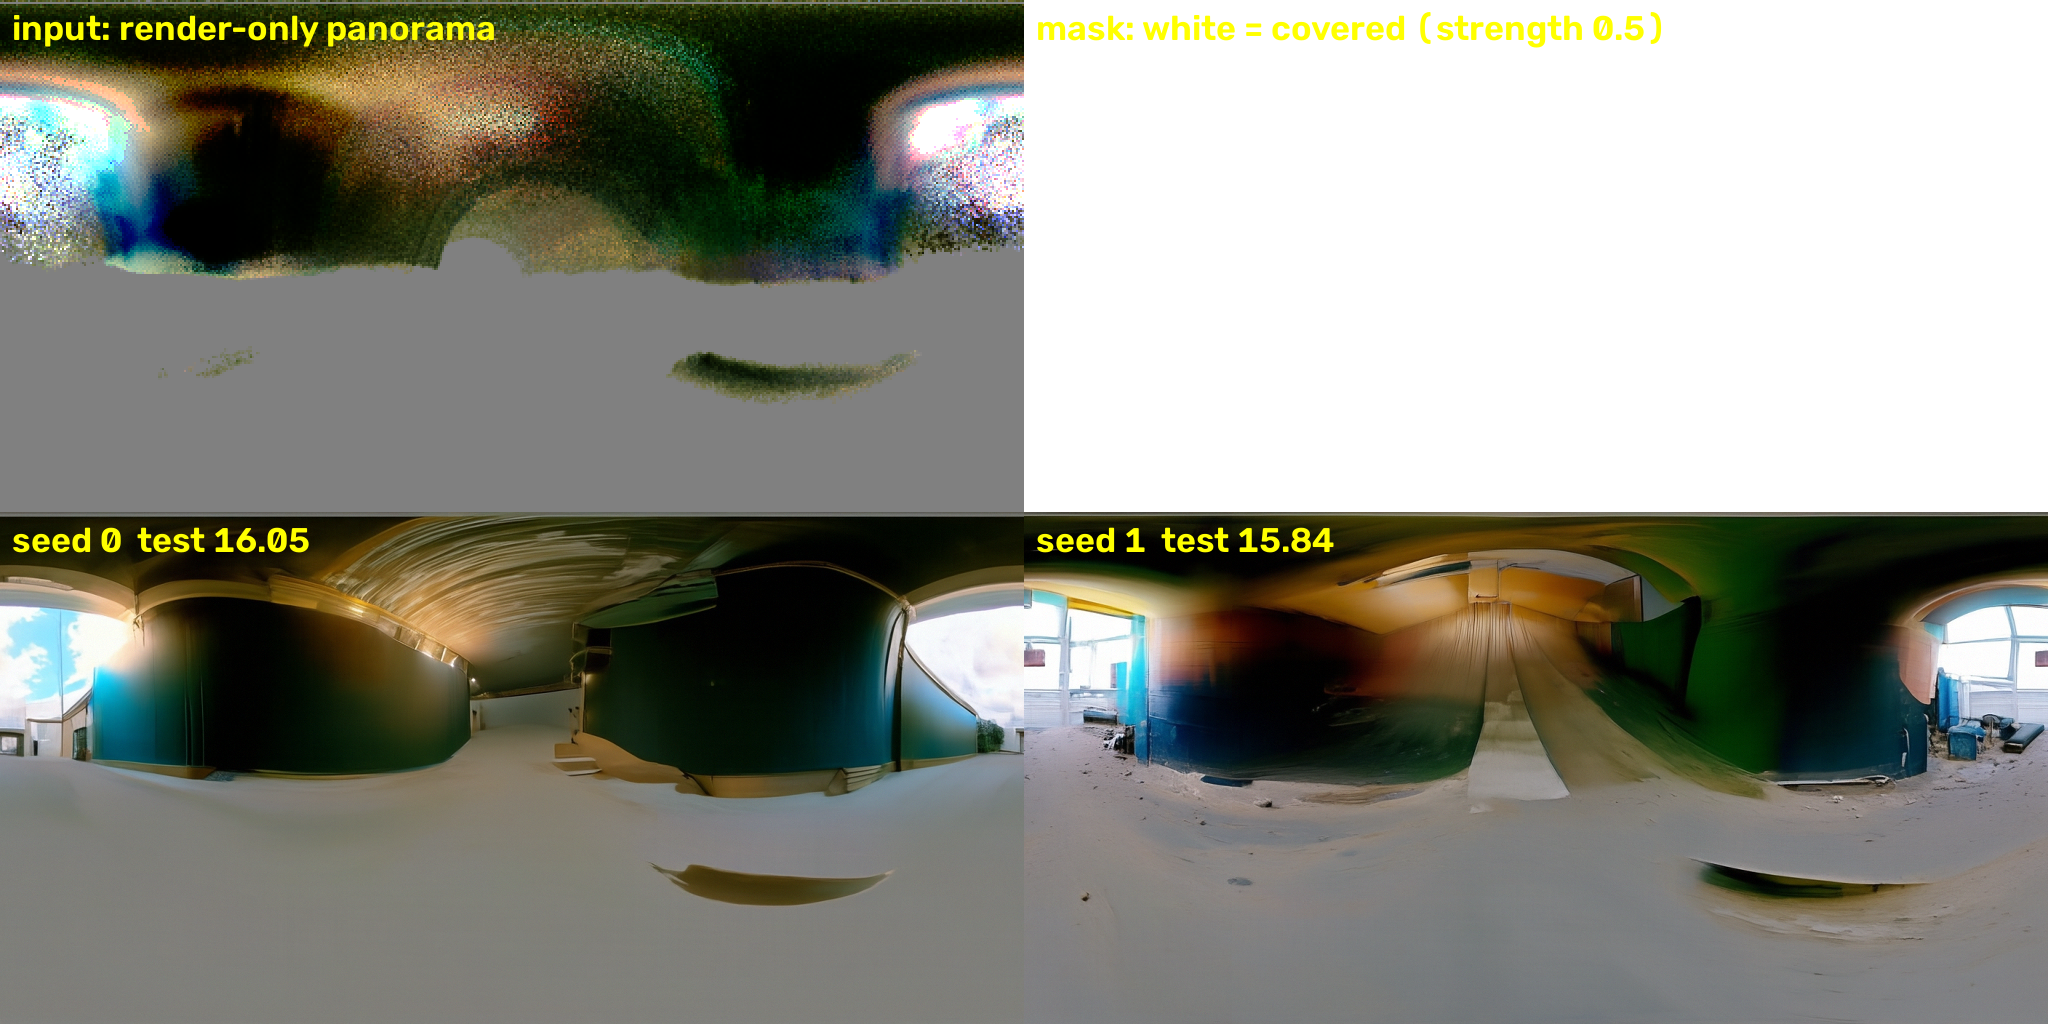 input: render-only panorama
mask: white = covered (strength 0.5)
seed 0  test 16.05
seed 1  test 15.84